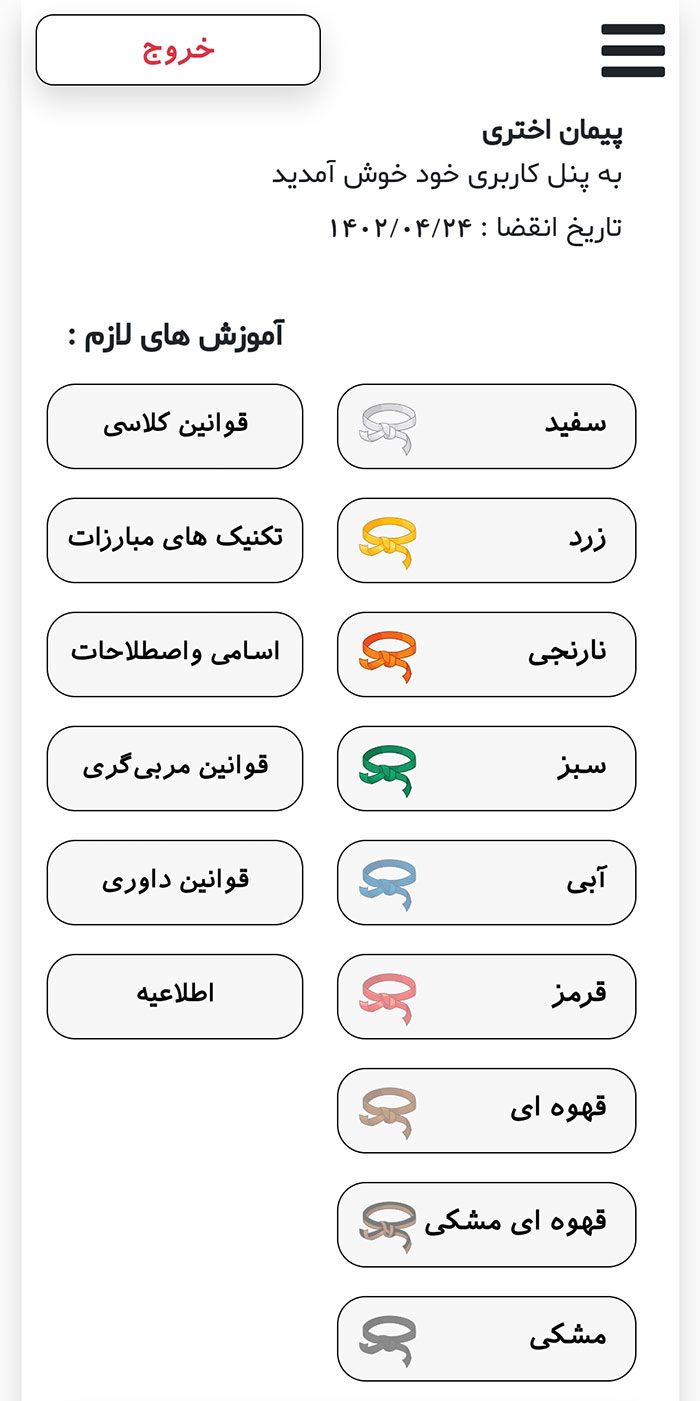 خروج
پیمان اختری
به پنل کاربری خود خوش آمدید
تاریخ انقضا : ۱۴۰۲/۰۴/۲۴
آموزش های لازم :
سفید
قوانین کلاسی
زرد
تکنیک های مبارزات
نارنجی
اسامی واصطلاحات
سبز
قوانین مربی‌گری
آبی
قوانین داوری
قرمز
اطلاعیه
قهوه ای
قهوه ای مشکی
مشکی